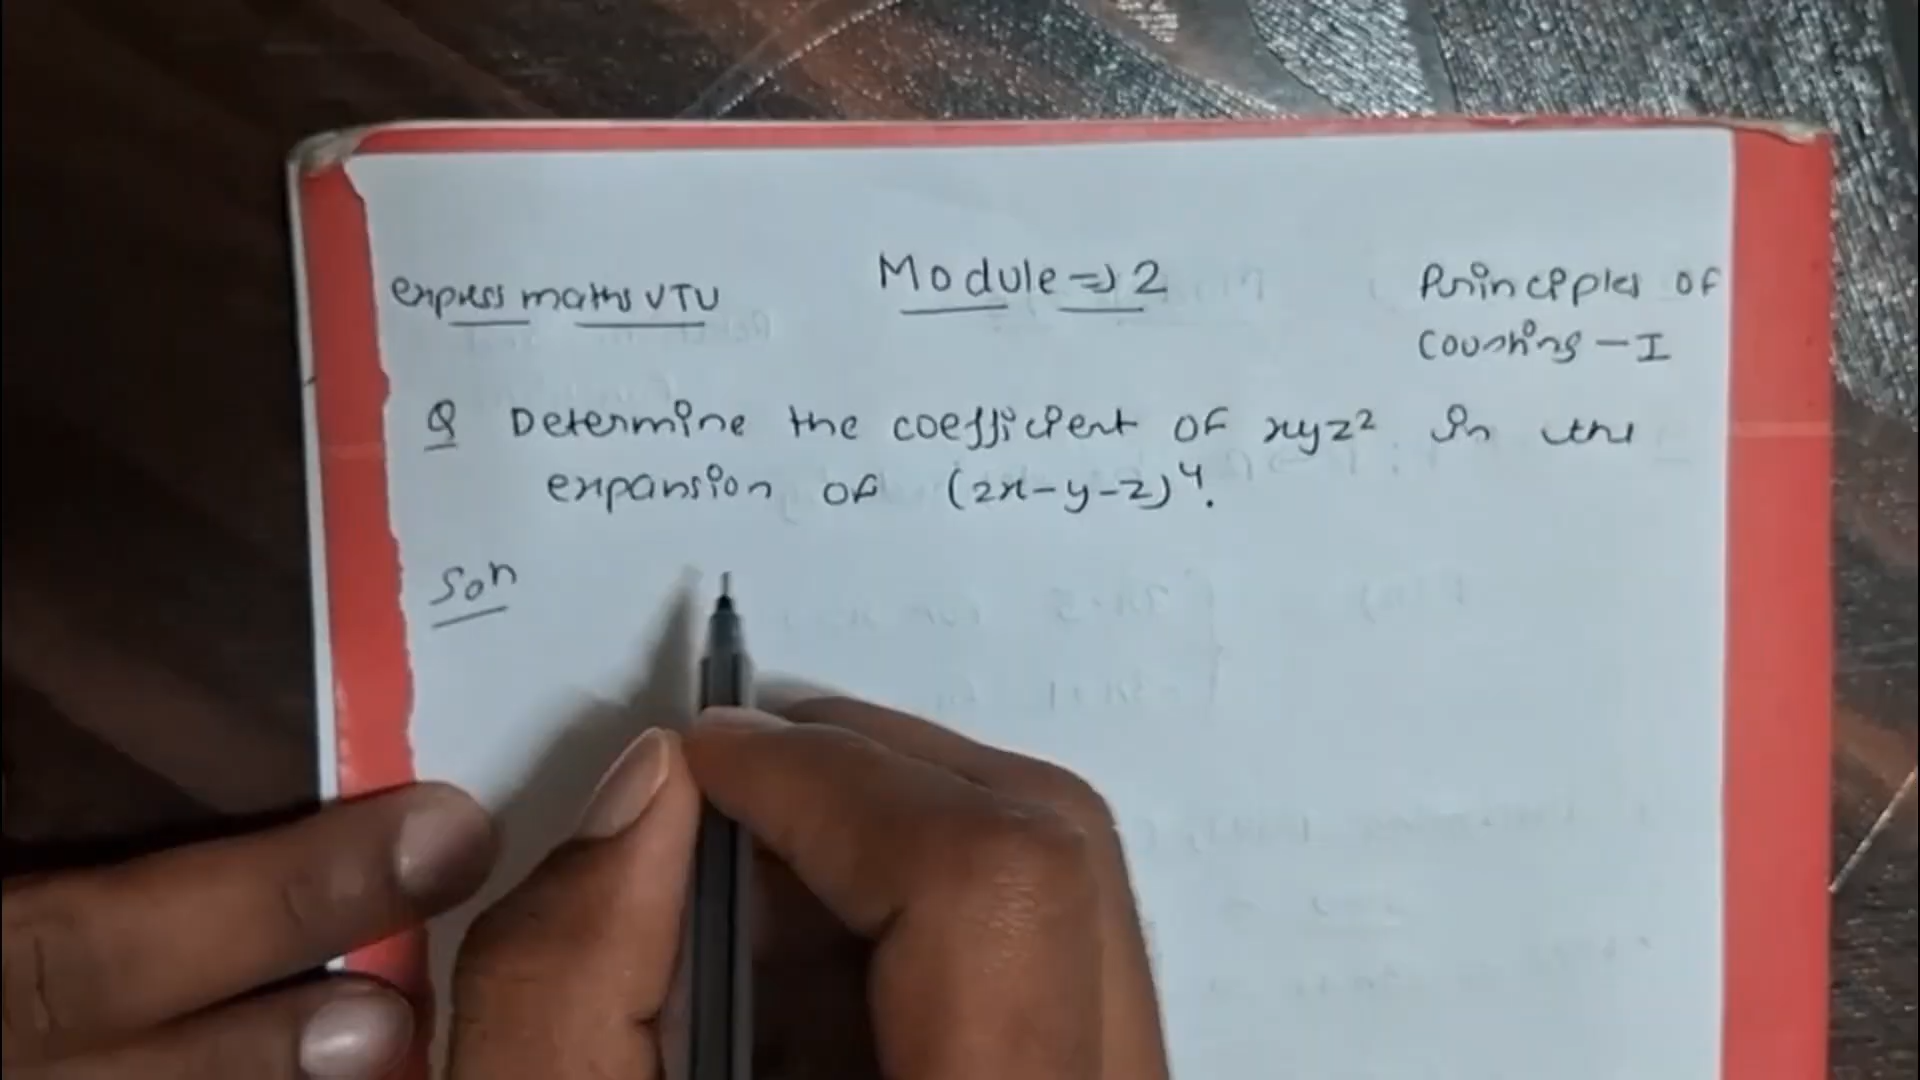 express maths VTU
Module => 2
Principles of
Counting - I
Q Determine the coefficient of xyz² in the
expansion of (2x-y-z)⁴.
Soⁿ